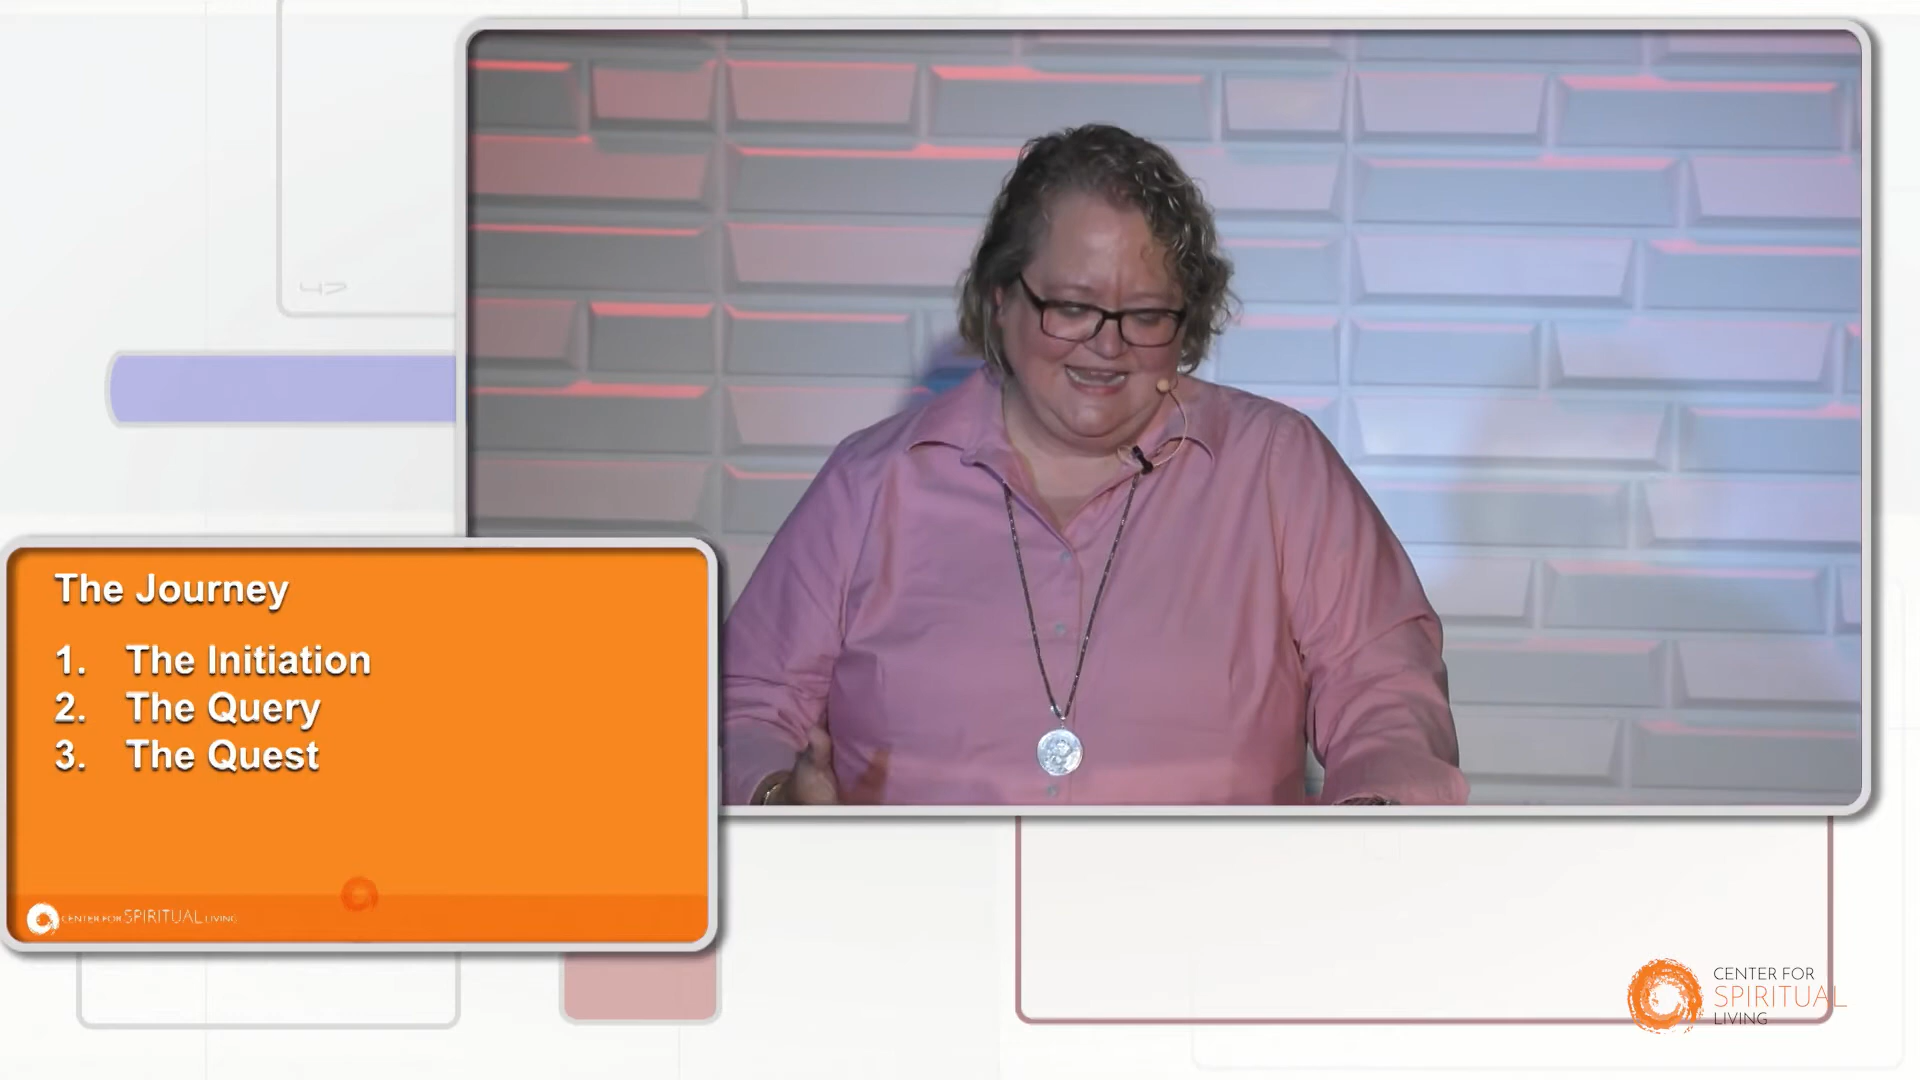 The Journey
1. The Initiation
2. The Query
3. The Quest
CENTER FOR SPIRITUAL LIVING
CENTER FOR
SPIRITUAL
LIVING